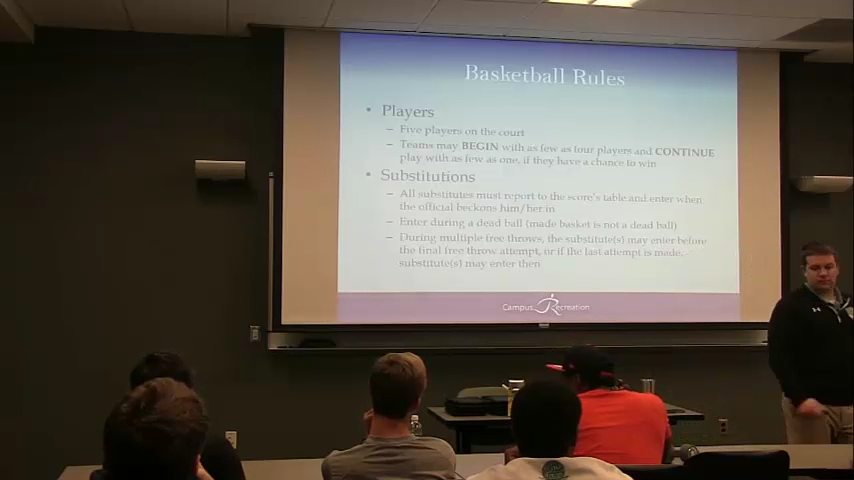 Basketball Rules
• Players
– Five players on the court
– Teams may BEGIN with as few as four players and CONTINUE
play with as few as one, if they have a chance to win
• Substitutions
– All substitutes must report to the score's table and enter when
the official beckons him/her in
– Enter during a dead ball (made basket is not a dead ball)
– During multiple free throws, the substitute(s) may enter before
the final free throw attempt, or if the last attempt is made,
substitute(s) may enter then
Campus Recreation